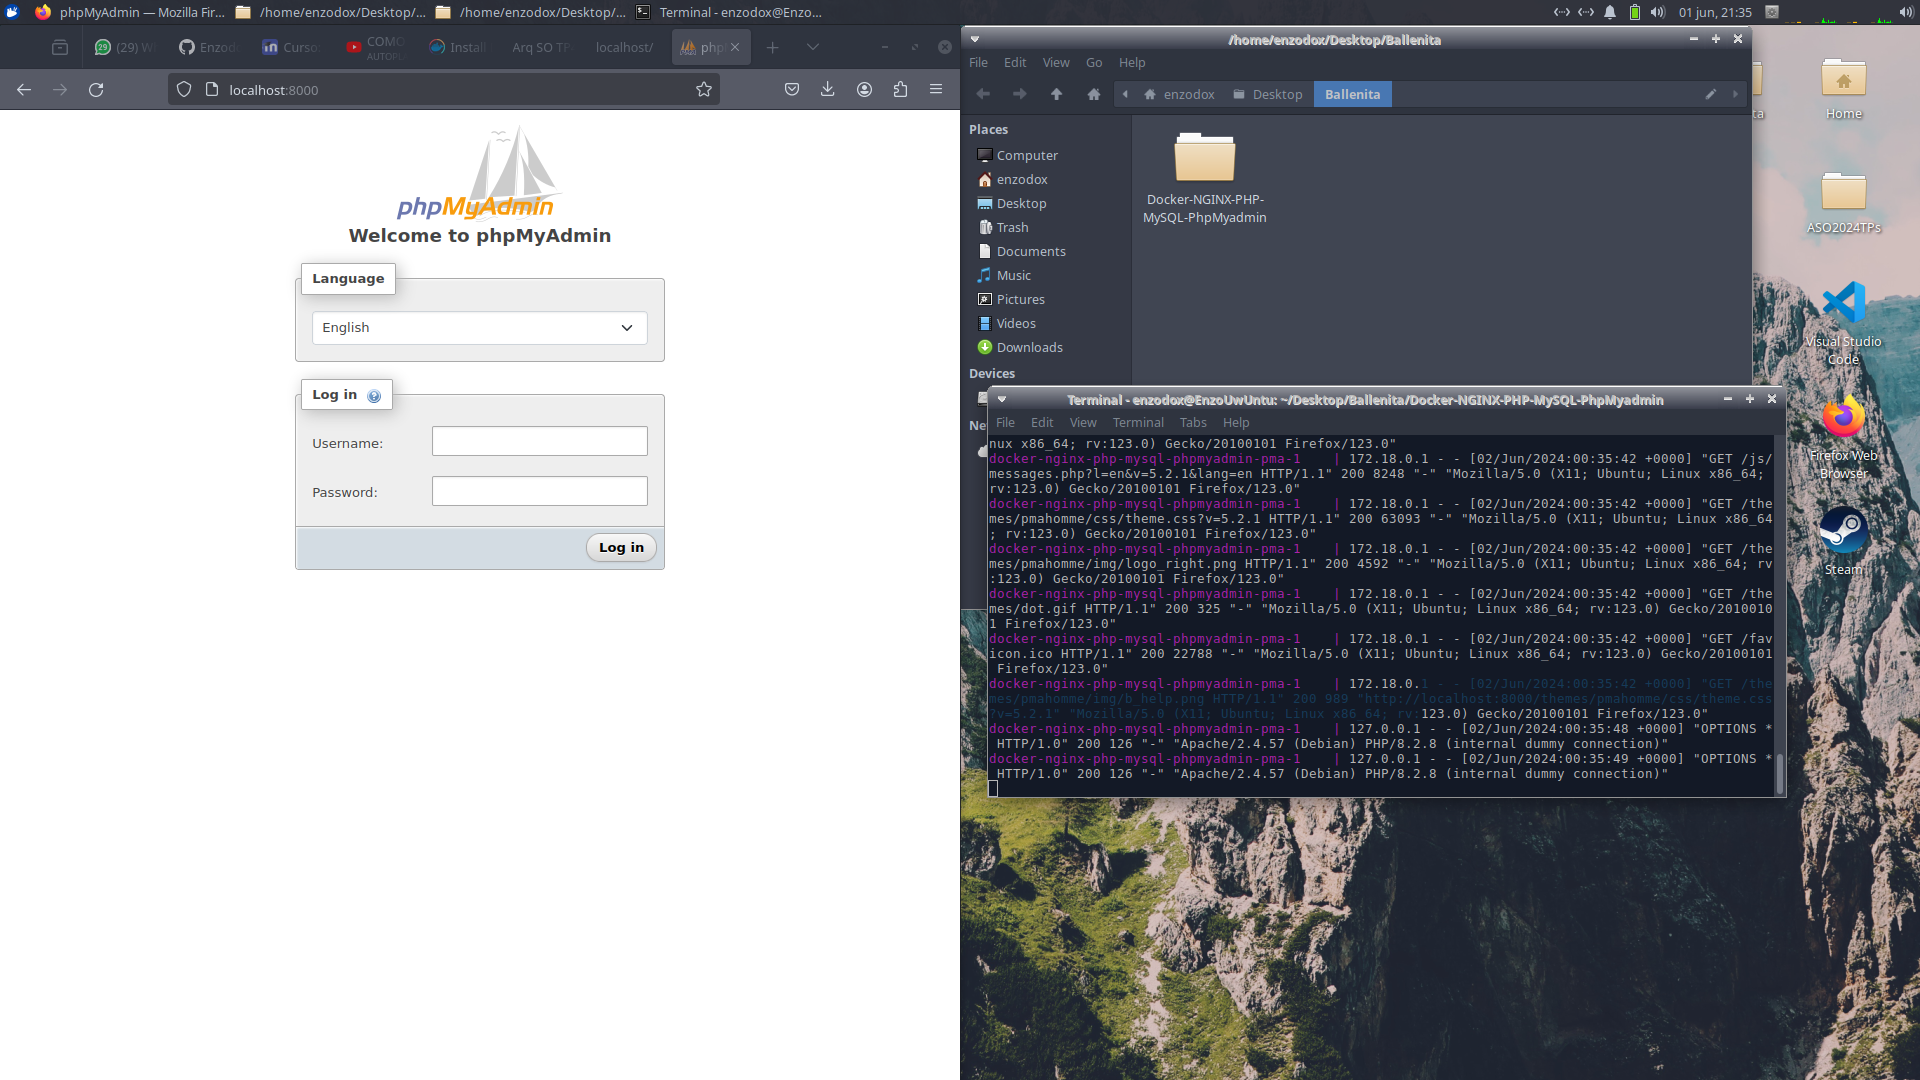 phpMyAdmin — Mozilla Fir...
/home/enzodox/Desktop/...
/home/enzodox/Desktop/...
Terminal - enzodox@Enzo...
01 jun, 21:35
(29) W
Enzod
Curso
COMO
AUTOPL
Install
Arq SO TF
localhost/
php
localhost:8000
phpMyAdmin
Welcome to phpMyAdmin
Language
English
Log in
Username:
Password:
Log in
/home/enzodox/Desktop/Ballenita
File Edit View Go Help
enzodox Desktop Ballenita
Places
Computer
enzodox
Desktop
Trash
Documents
Music
Pictures
Videos
Downloads
Devices
Ne
Docker-NGINX-PHP-
MySQL-PhpMyadmin
Terminal - enzodox@EnzoUwUntu: ~/Desktop/Ballenita/Docker-NGINX-PHP-MySQL-PhpMyadmin
File Edit View Terminal Tabs Help
nux x86_64; rv:123.0) Gecko/20100101 Firefox/123.0"
docker-nginx-php-mysql-phpmyadmin-pma-1    | 172.18.0.1 - - [02/Jun/2024:00:35:42 +0000] "GET /js/
messages.php?l=en&v=5.2.1&lang=en HTTP/1.1" 200 8248 "-" "Mozilla/5.0 (X11; Ubuntu; Linux x86_64;
rv:123.0) Gecko/20100101 Firefox/123.0"
docker-nginx-php-mysql-phpmyadmin-pma-1    | 172.18.0.1 - - [02/Jun/2024:00:35:42 +0000] "GET /the
mes/pmahomme/css/theme.css?v=5.2.1 HTTP/1.1" 200 63093 "-" "Mozilla/5.0 (X11; Ubuntu; Linux x86_64
; rv:123.0) Gecko/20100101 Firefox/123.0"
docker-nginx-php-mysql-phpmyadmin-pma-1    | 172.18.0.1 - - [02/Jun/2024:00:35:42 +0000] "GET /the
mes/pmahomme/img/logo_right.png HTTP/1.1" 200 4592 "-" "Mozilla/5.0 (X11; Ubuntu; Linux x86_64; rv
:123.0) Gecko/20100101 Firefox/123.0"
docker-nginx-php-mysql-phpmyadmin-pma-1    | 172.18.0.1 - - [02/Jun/2024:00:35:42 +0000] "GET /the
mes/dot.gif HTTP/1.1" 200 325 "-" "Mozilla/5.0 (X11; Ubuntu; Linux x86_64; rv:123.0) Gecko/2010010
1 Firefox/123.0"
docker-nginx-php-mysql-phpmyadmin-pma-1    | 172.18.0.1 - - [02/Jun/2024:00:35:42 +0000] "GET /fav
icon.ico HTTP/1.1" 200 22788 "-" "Mozilla/5.0 (X11; Ubuntu; Linux x86_64; rv:123.0) Gecko/20100101
 Firefox/123.0"
docker-nginx-php-mysql-phpmyadmin-pma-1    | 172.18.0.1 - - [02/Jun/2024:00:35:42 +0000] "GET /the
mes/pmahomme/img/b_help.png HTTP/1.1" 200 989 "http://localhost:8000/themes/pmahomme/css/theme.css
?v=5.2.1" "Mozilla/5.0 (X11; Ubuntu; Linux x86_64; rv:123.0) Gecko/20100101 Firefox/123.0"
docker-nginx-php-mysql-phpmyadmin-pma-1    | 127.0.0.1 - - [02/Jun/2024:00:35:48 +0000] "OPTIONS *
 HTTP/1.0" 200 126 "-" "Apache/2.4.57 (Debian) PHP/8.2.8 (internal dummy connection)"
docker-nginx-php-mysql-phpmyadmin-pma-1    | 127.0.0.1 - - [02/Jun/2024:00:35:49 +0000] "OPTIONS *
 HTTP/1.0" 200 126 "-" "Apache/2.4.57 (Debian) PHP/8.2.8 (internal dummy connection)"
ta
Home
ASO2024TPs
Visual Studio
Code
Firefox Web
Browser
Steam